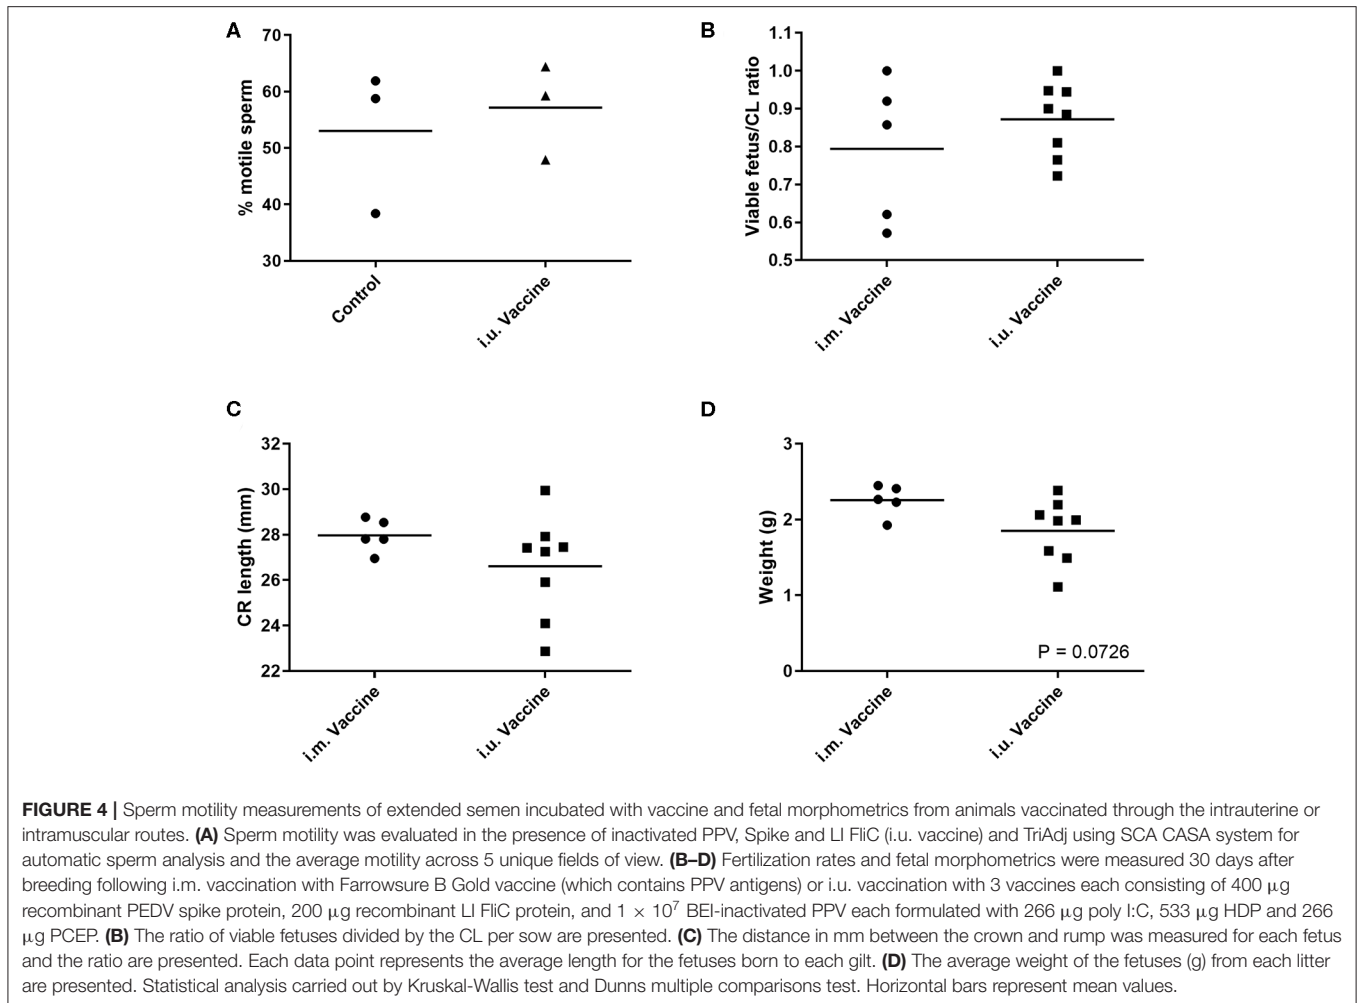 A
70
60
50
40
30
% motile sperm
Control
i.u. Vaccine
B
1.1
1.0
0.9
0.8
0.7
0.6
0.5
Viable fetus/CL ratio
i.m. Vaccine
i.u. Vaccine
C
32
30
28
26
24
22
CR length (mm)
i.m. Vaccine
i.u. Vaccine
D
3
2
1
0
Weight (g)
P = 0.0726
i.m. Vaccine
i.u. Vaccine
FIGURE 4 | Sperm motility measurements of extended semen incubated with vaccine and fetal morphometrics from animals vaccinated through the intrauterine or
intramuscular routes. (A) Sperm motility was evaluated in the presence of inactivated PPV, Spike and LI FliC (i.u. vaccine) and TriAdj using SCA CASA system for
automatic sperm analysis and the average motility across 5 unique fields of view. (B–D) Fertilization rates and fetal morphometrics were measured 30 days after
breeding following i.m. vaccination with Farrowsure B Gold vaccine (which contains PPV antigens) or i.u. vaccination with 3 vaccines each consisting of 400 μg
recombinant PEDV spike protein, 200 μg recombinant LI FliC protein, and 1 × 10⁷ BEI-inactivated PPV each formulated with 266 μg poly I:C, 533 μg HDP and 266
μg PCEP. (B) The ratio of viable fetuses divided by the CL per sow are presented. (C) The distance in mm between the crown and rump was measured for each fetus
and the ratio are presented. Each data point represents the average length for the fetuses born to each gilt. (D) The average weight of the fetuses (g) from each litter
are presented. Statistical analysis carried out by Kruskal-Wallis test and Dunns multiple comparisons test. Horizontal bars represent mean values.